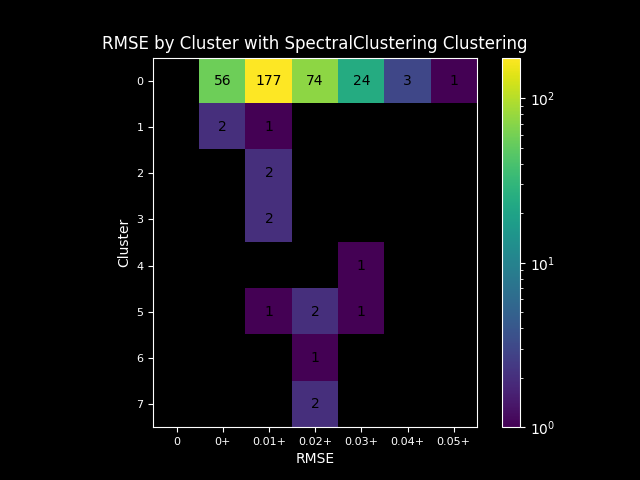 RMSE by Cluster with SpectralClustering Clustering
0 56 177 74 24 3 1
1 2 1
2 2
3 2
4 1
5 1 2 1
6 1
7 2
Cluster
0 0+ 0.01+ 0.02+ 0.03+ 0.04+ 0.05+
RMSE
10²
10¹
10⁰